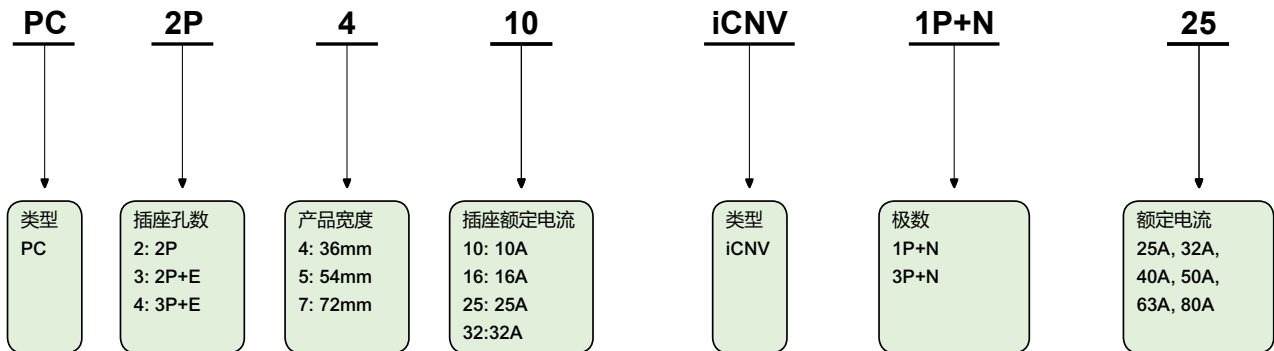 PC 2P 4 10 iCNV 1P+N 25
类型
PC
插座孔数
2: 2P
3: 2P+E
4: 3P+E
产品宽度
4: 36mm
5: 54mm
7: 72mm
插座额定电流
10: 10A
16: 16A
25: 25A
32:32A
类型
iCNV
极数
1P+N
3P+N
额定电流
25A, 32A,
40A, 50A,
63A, 80A